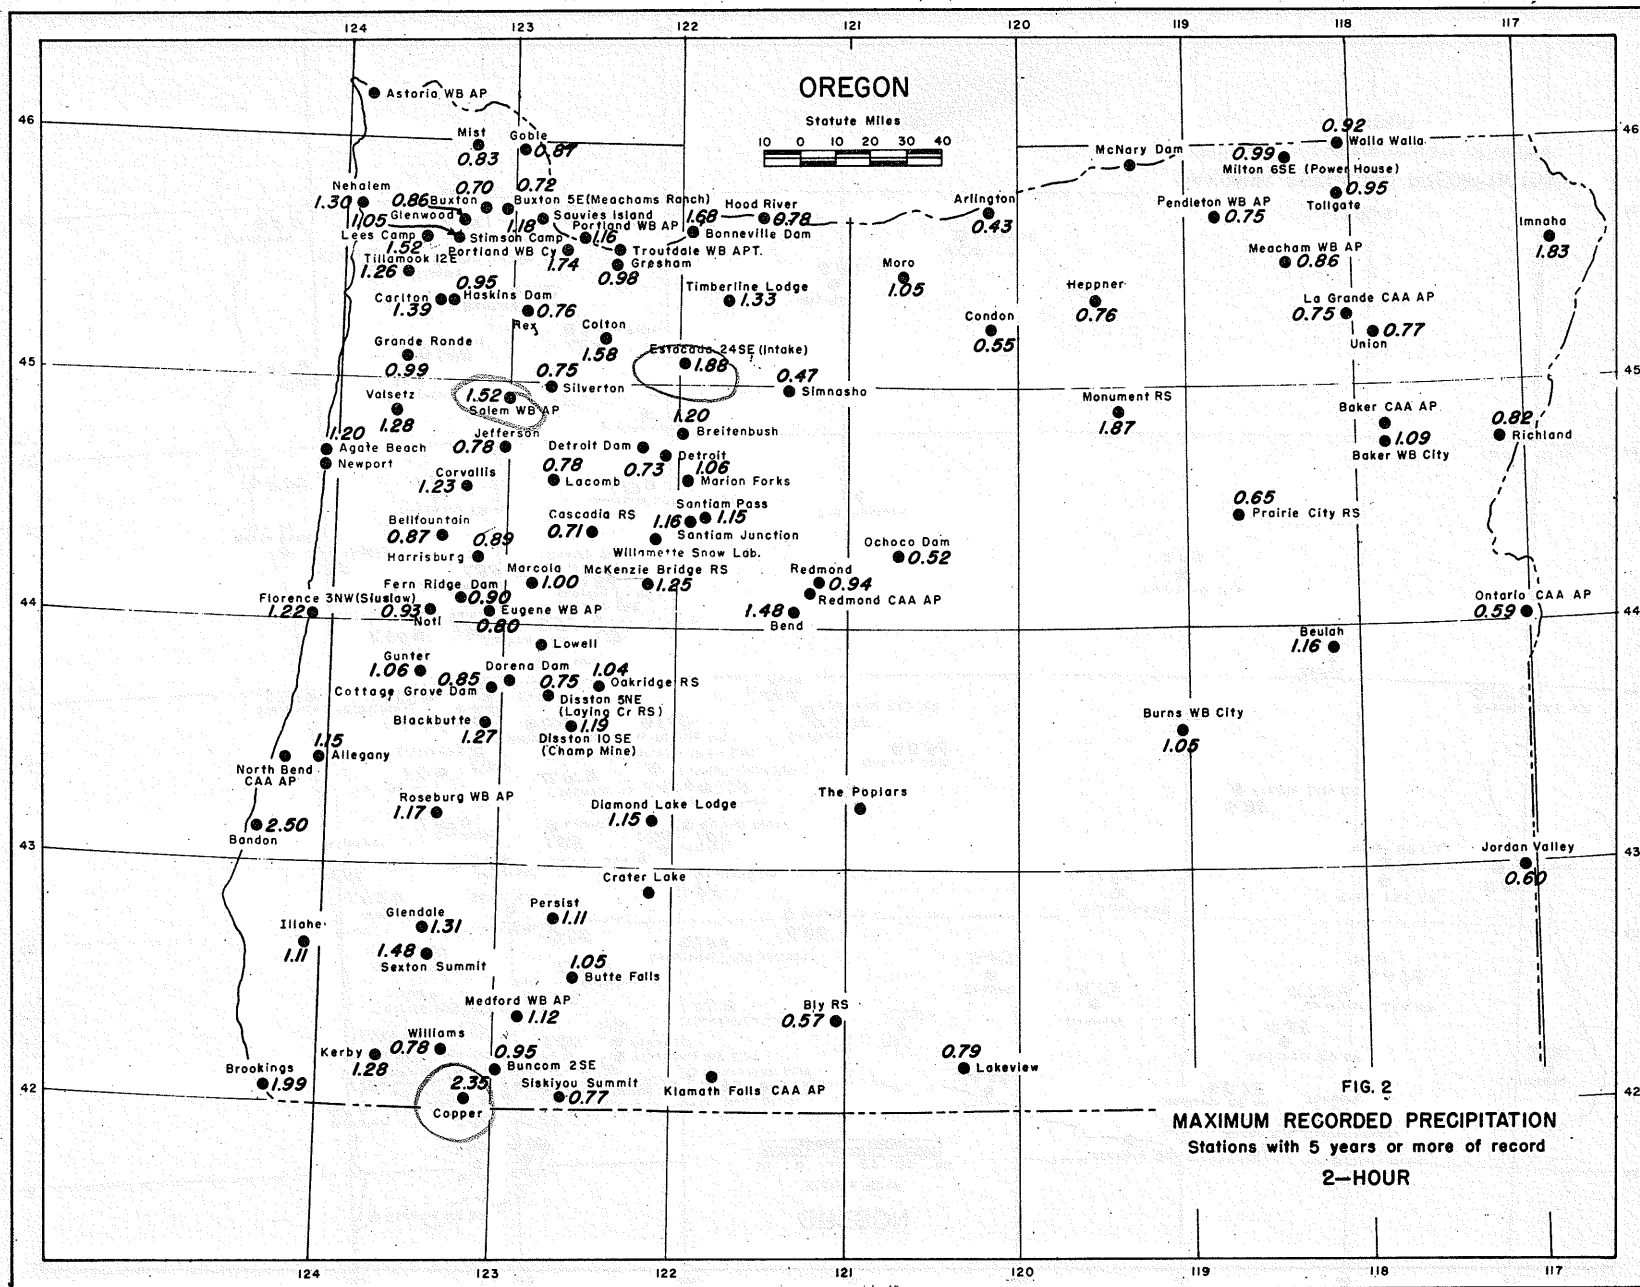 124 123 122 121 120 119 118 117
OREGON
Statute Miles
10 0 10 20 30 40
Astoria WB AP
46 46
Mist
0.83
Goble
0.87
McNary Dam
0.92
Walla Walla
0.99
Milton 6SE (Power House)
0.95
Tollgate
Nehalem
1.30
0.86 Buxton
0.70
0.72
Buxton 5E (Meachams Ranch)
1.05 Glenwood
1.18
Sauvies Island
Portland WB AP
1.16
1.68
Bonneville Dam
Hood River
0.78
Arlington
0.43
Pendleton WB AP
0.75
Imnaha
1.83
Lees Camp
1.52
Stimson Camp
Portland WB Cy
1.74
Troutdale WB APT.
Gresham
0.98
Meacham WB AP
0.86
Tillamook 12E
1.26
Moro
1.05
0.95
Carlton
1.39
Haskins Dam
0.76
Rex
Timberline Lodge
1.33
Heppner
0.76
La Grande CAA AP
0.75
0.77
Union
Colton
1.58
Condon
0.55
Grande Ronde
0.99
Estacada 24SE (Intake)
1.88
45 45
0.75
Silverton
0.47
Simnasho
Valsetz
1.28
1.52
Salem WB AP
1.20
Breitenbush
Monument RS
1.87
Baker CAA AP
1.09
Baker WB City
0.82
Richland
1.20
Agate Beach
Newport
Jefferson
0.78
Detroit Dam
Detroit
0.73
1.06
Marion Forks
Corvallis
1.23
0.78
Lacomb
0.65
Prairie City RS
Bellfountain
0.87
0.89
Harrisburg
Cascadia RS
0.71
Santiam Pass
1.16 1.15
Santiam Junction
Willamette Snow Lab.
Ochoco Dam
0.52
Marcola
1.00
McKenzie Bridge RS
1.25
Redmond
0.94
Redmond CAA AP
Fern Ridge Dam
0.90
44 44
Florence 3NW (Siuslaw)
1.22
0.93
Noti
Eugene WB AP
0.80
1.48
Bend
Ontario CAA AP
0.59
Lowell
Beulah
1.16
Gunter
1.06
Dorena Dam
0.85
Cottage Grove Dam
1.04
Oakridge RS
0.75
Disston 5NE
(Laying Cr RS)
Blackbutte
1.27
1.19
Disston 10SE
(Champ Mine)
Burns WB City
1.05
1.15
Allegany
North Bend
CAA AP
Roseburg WB AP
1.17
Diamond Lake Lodge
1.15
The Poplars
2.50
Bandon
43 43
Jordan Valley
0.60
Crater Lake
Illahe
1.11
Glendale
1.31
Persist
1.11
1.48
Sexton Summit
1.05
Butte Falls
Medford WB AP
1.12
Bly RS
0.57
Williams
0.78
Kerby
1.28
0.95
Buncom 2SE
0.79
Lakeview
Brookings
1.99
2.35
Copper
Siskiyou Summit
0.77
Klamath Falls CAA AP
42 42
FIG. 2
MAXIMUM RECORDED PRECIPITATION
Stations with 5 years or more of record
2-HOUR
124 123 122 121 120 119 118 117